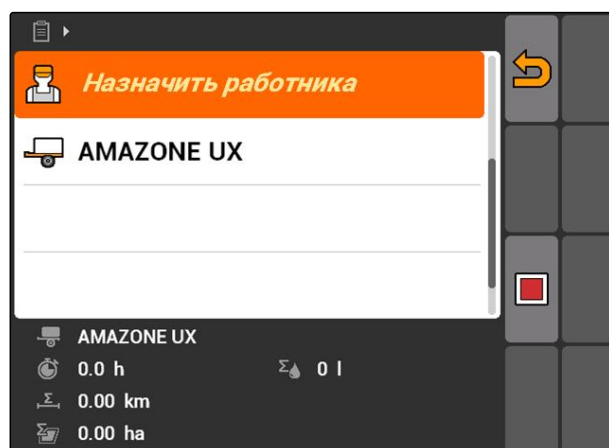 Назначить работника
AMAZONE UX
AMAZONE UX
0.0 h Σ 0 l
Σ 0.00 km
Σ 0.00 ha